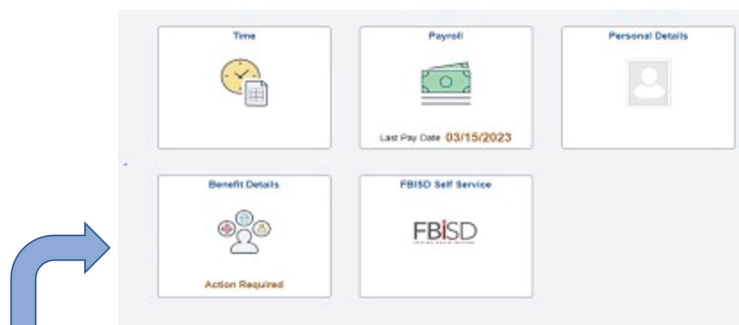 Time
Payroll
Personal Details
Last Pay Date 03/15/2023
Benefit Details
FBISD Self Service
FBiSD
Action Required